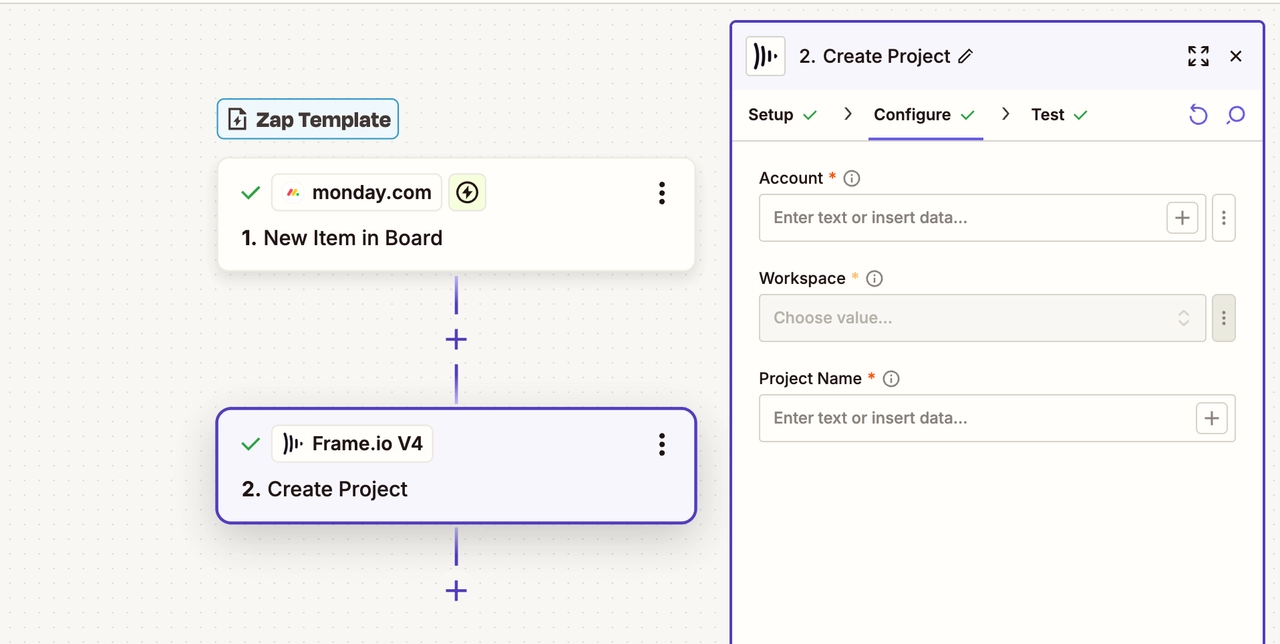 Zap Template
monday.com
1. New Item in Board
Frame.io V4
2. Create Project
2. Create Project
Setup
Configure
Test
Account *
Enter text or insert data...
Workspace *
Choose value...
Project Name *
Enter text or insert data...